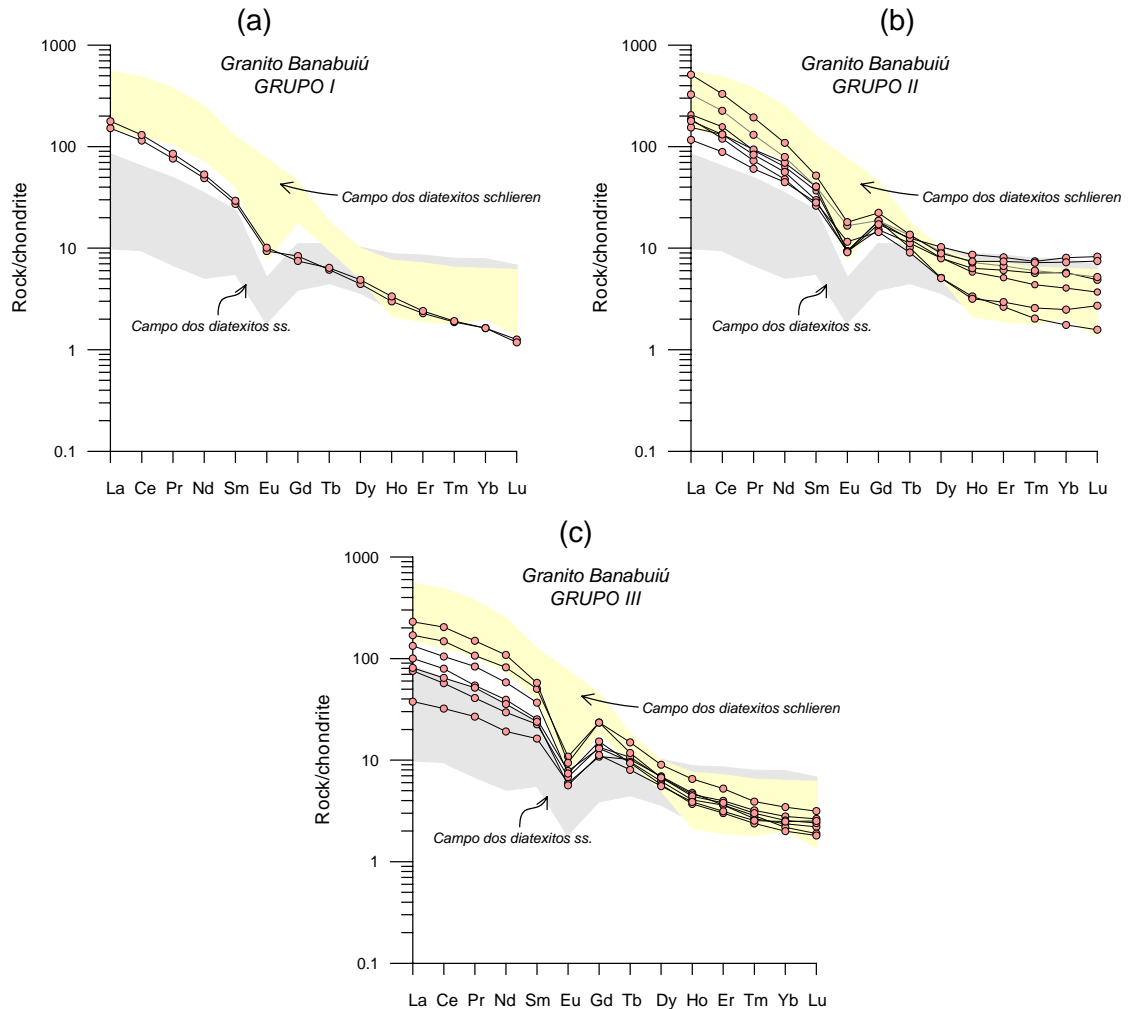 (a)
Granito Banabuiú
GRUPO I
1000
100
10
1
0.1
Rock/chondrite
Campo dos diatexitos schlieren
Campo dos diatexitos ss.
La Ce Pr Nd Sm Eu Gd Tb Dy Ho Er Tm Yb Lu
(b)
Granito Banabuiú
GRUPO II
1000
100
10
1
0.1
Rock/chondrite
Campo dos diatexitos schlieren
Campo dos diatexitos ss.
La Ce Pr Nd Sm Eu Gd Tb Dy Ho Er Tm Yb Lu
(c)
Granito Banabuiú
GRUPO III
1000
100
10
1
0.1
Rock/chondrite
Campo dos diatexitos schlieren
Campo dos diatexitos ss.
La Ce Pr Nd Sm Eu Gd Tb Dy Ho Er Tm Yb Lu